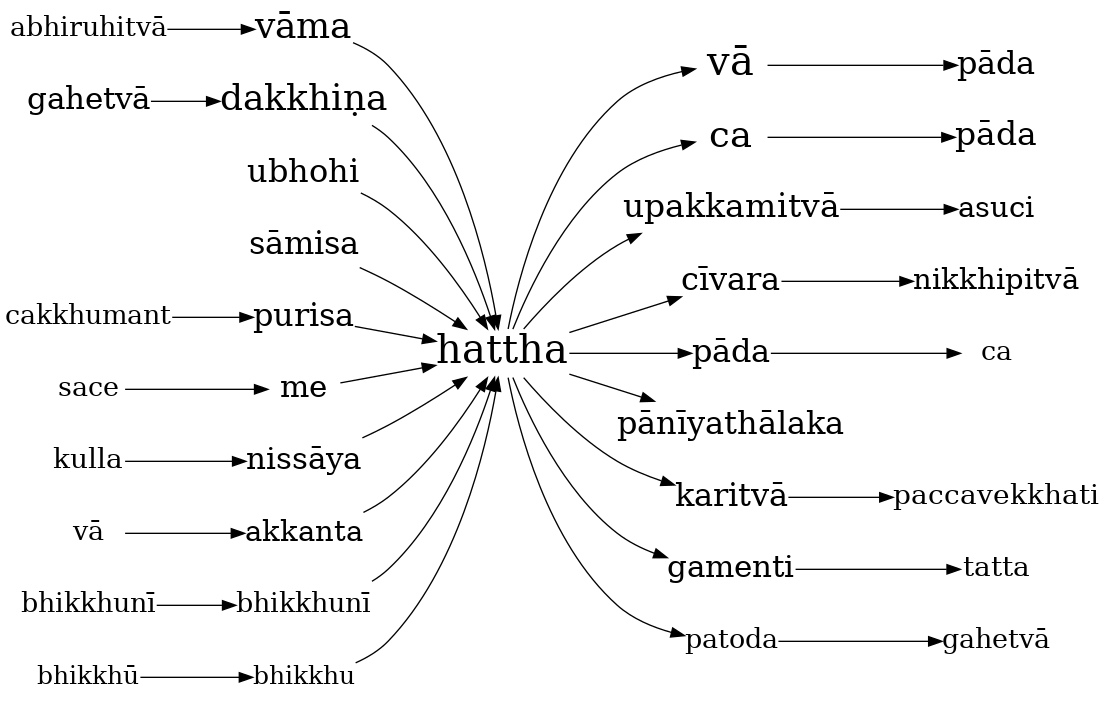 abhiruhitvā vāma
vā pāda
gahetvā dakkhiṇa
ca pāda
ubhohi
upakkamitvā asuci
sāmisa
cīvara nikkhipitvā
cakkhumant purisa
hattha
pāda ca
sace me
pānīyathālaka
kulla nissāya
karitvā paccavekkhati
vā akkanta
gamenti tatta
bhikkhunī bhikkhunī
patoda gahetvā
bhikkhū bhikkhu